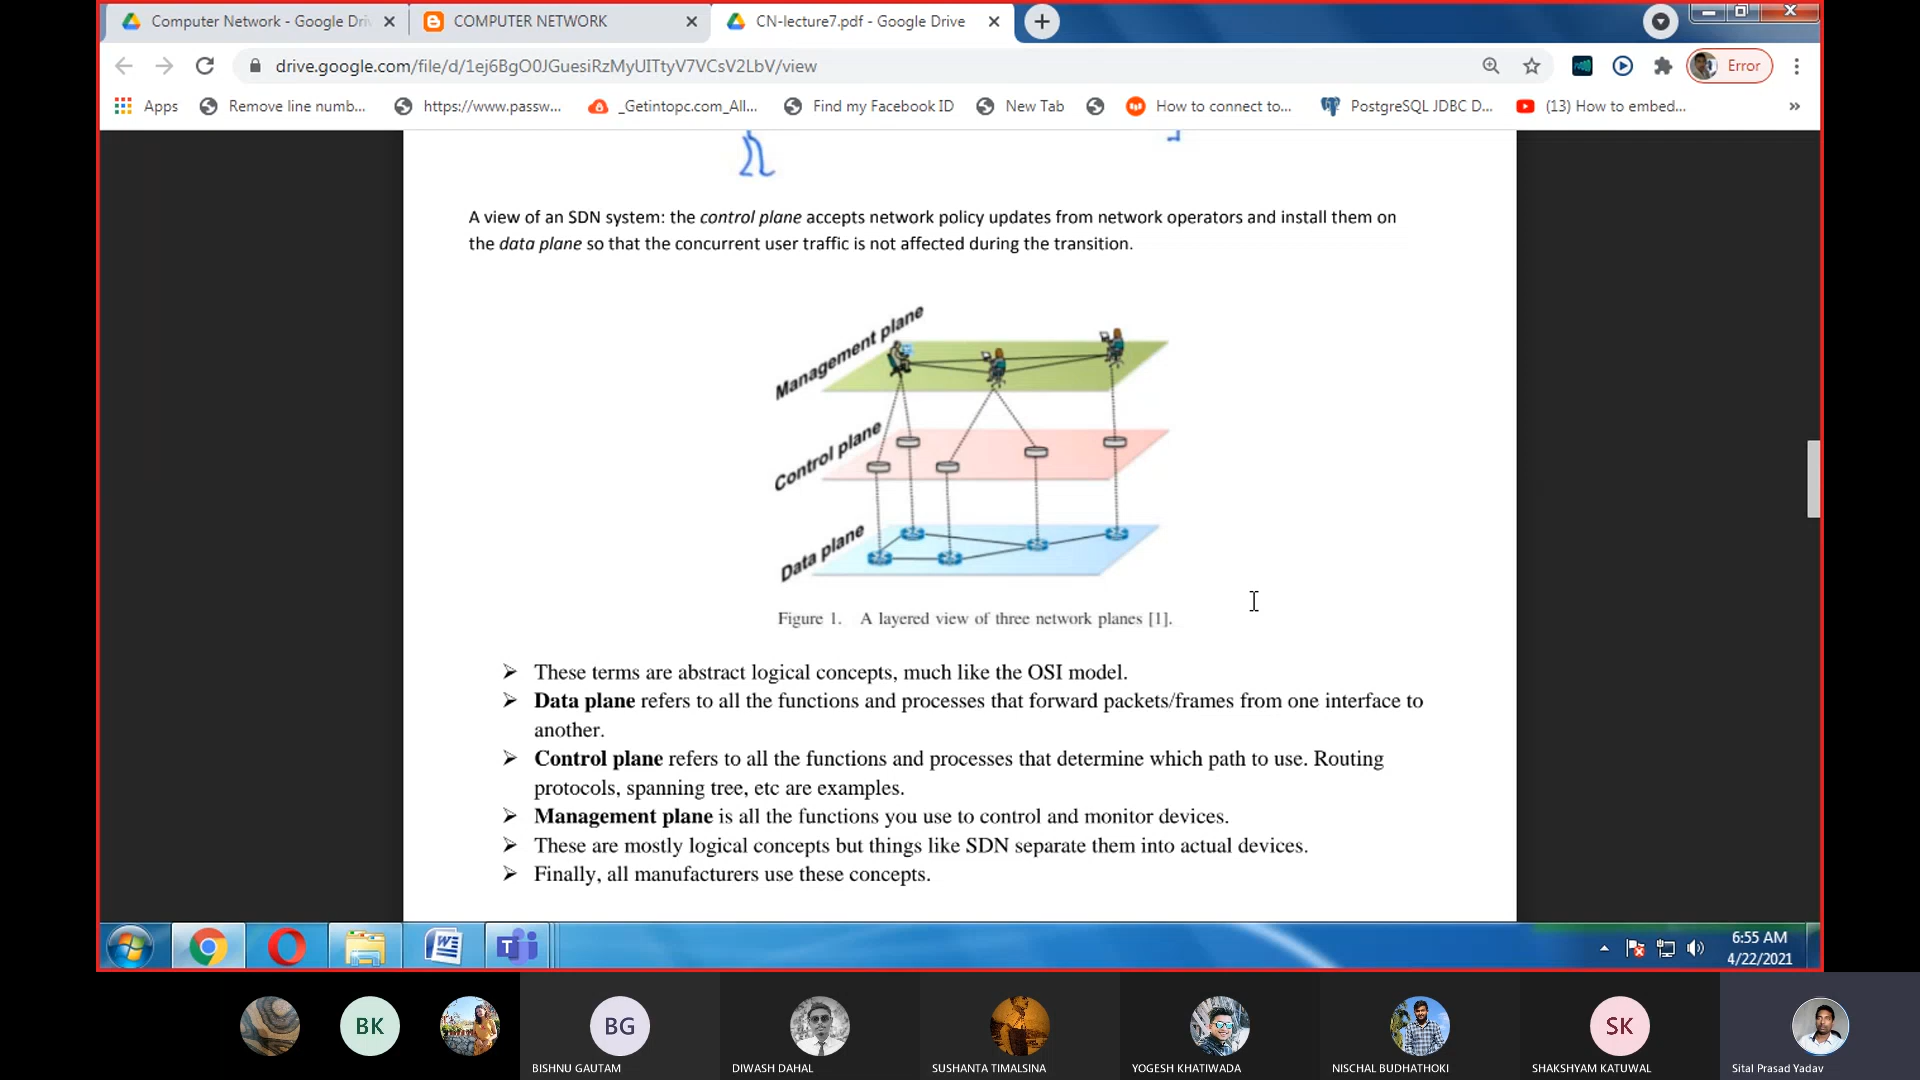 Computer Network - Google Dri
COMPUTER NETWORK
CN-lecture7.pdf - Google Drive
drive.google.com/file/d/1ej6BgO0JGuesiRzMyUITtyV7VCsV2LbV/view
Error
Apps
Remove line numb...
https://www.passw...
_Getintopc.com_All...
Find my Facebook ID
New Tab
How to connect to...
PostgreSQL JDBC D...
(13) How to embed...
A view of an SDN system: the control plane accepts network policy updates from network operators and install them on
the data plane so that the concurrent user traffic is not affected during the transition.
Management plane
Control plane
Data plane
Figure 1. A layered view of three network planes [1].
➢ These terms are abstract logical concepts, much like the OSI model.
➢ Data plane refers to all the functions and processes that forward packets/frames from one interface to
another.
➢ Control plane refers to all the functions and processes that determine which path to use. Routing
protocols, spanning tree, etc are examples.
➢ Management plane is all the functions you use to control and monitor devices.
➢ These are mostly logical concepts but things like SDN separate them into actual devices.
➢ Finally, all manufacturers use these concepts.
6:55 AM
4/22/2021
BK
BG
SK
BISHNU GAUTAM
DIWASH DAHAL
SUSHANTA TIMALSINA
YOGESH KHATIWADA
NISCHAL BUDHATHOKI
SHAKSHYAM KATUWAL
Sital Prasad Yadav